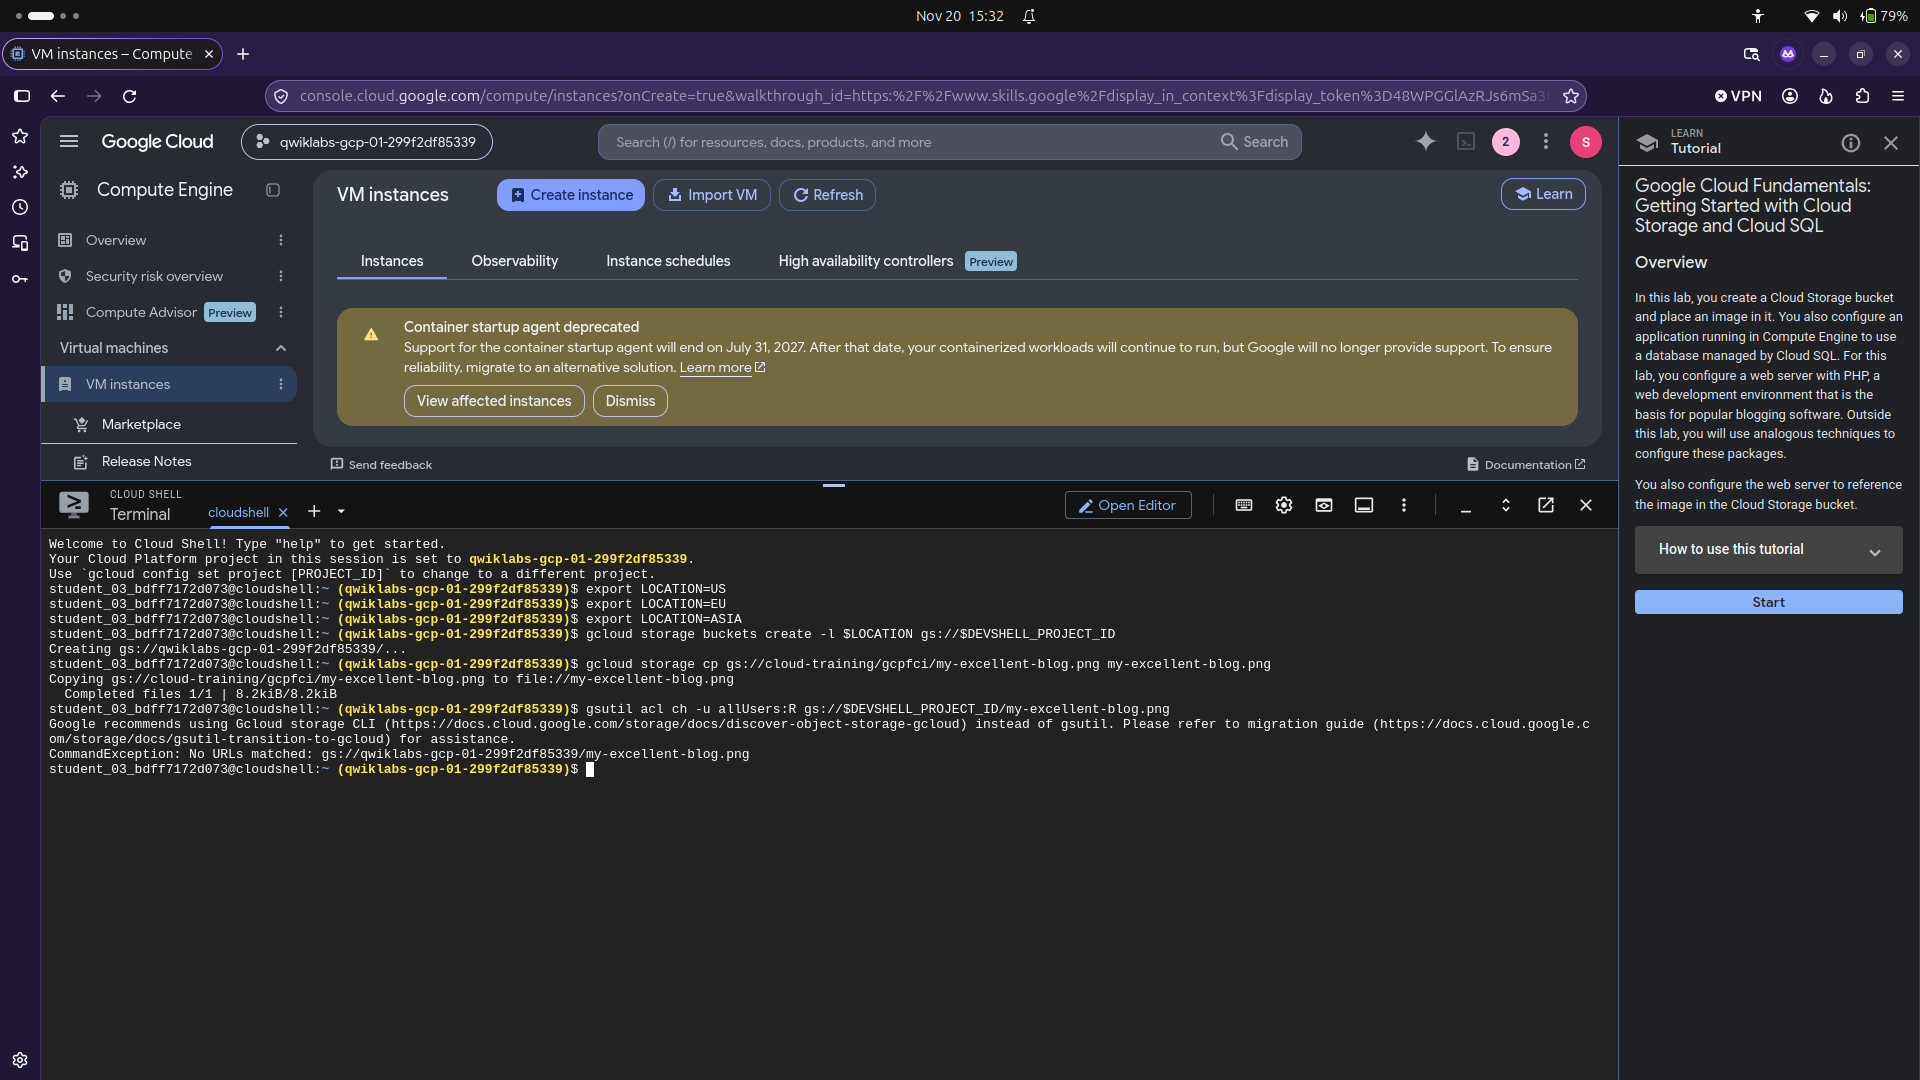 Nov 20 15:32
79%
VM instances – Compute
console.cloud.google.com/compute/instances?onCreate=true&walkthrough_id=https:%2F%2Fwww.skills.google%2Fdisplay_in_context%3Fdisplay_token%3D48WPGGlAzRJs6mSa3
VPN
Google Cloud
qwiklabs-gcp-01-299f2df85339
Search (/) for resources, docs, products, and more
Search
2
S
Compute Engine
Overview
Security risk overview
Compute Advisor Preview
Virtual machines
VM instances
Marketplace
Release Notes
VM instances
Create instance
Import VM
Refresh
Learn
Instances
Observability
Instance schedules
High availability controllers Preview
Container startup agent deprecated
Support for the container startup agent will end on July 31, 2027. After that date, your containerized workloads will continue to run, but Google will no longer provide support. To ensure
reliability, migrate to an alternative solution. Learn more
View affected instances
Dismiss
Send feedback
Documentation
CLOUD SHELL
Terminal
cloudshell
Open Editor
Welcome to Cloud Shell! Type "help" to get started.
Your Cloud Platform project in this session is set to qwiklabs-gcp-01-299f2df85339.
Use `gcloud config set project [PROJECT_ID]` to change to a different project.
student_03_bdff7172d073@cloudshell:~ (qwiklabs-gcp-01-299f2df85339)$ export LOCATION=US
student_03_bdff7172d073@cloudshell:~ (qwiklabs-gcp-01-299f2df85339)$ export LOCATION=EU
student_03_bdff7172d073@cloudshell:~ (qwiklabs-gcp-01-299f2df85339)$ export LOCATION=ASIA
student_03_bdff7172d073@cloudshell:~ (qwiklabs-gcp-01-299f2df85339)$ gcloud storage buckets create -l $LOCATION gs://$DEVSHELL_PROJECT_ID
Creating gs://qwiklabs-gcp-01-299f2df85339/...
student_03_bdff7172d073@cloudshell:~ (qwiklabs-gcp-01-299f2df85339)$ gcloud storage cp gs://cloud-training/gcpfci/my-excellent-blog.png my-excellent-blog.png
Copying gs://cloud-training/gcpfci/my-excellent-blog.png to file://my-excellent-blog.png
Completed files 1/1 | 8.2kiB/8.2kiB
student_03_bdff7172d073@cloudshell:~ (qwiklabs-gcp-01-299f2df85339)$ gsutil acl ch -u allUsers:R gs://$DEVSHELL_PROJECT_ID/my-excellent-blog.png
Google recommends using Gcloud storage CLI (https://docs.cloud.google.com/storage/docs/discover-object-storage-gcloud) instead of gsutil. Please refer to migration guide (https://docs.cloud.google.c
om/storage/docs/gsutil-transition-to-gcloud) for assistance.
CommandException: No URLs matched: gs://qwiklabs-gcp-01-299f2df85339/my-excellent-blog.png
student_03_bdff7172d073@cloudshell:~ (qwiklabs-gcp-01-299f2df85339)$
LEARN
Tutorial
Google Cloud Fundamentals:
Getting Started with Cloud
Storage and Cloud SQL
Overview
In this lab, you create a Cloud Storage bucket
and place an image in it. You also configure an
application running in Compute Engine to use
a database managed by Cloud SQL. For this
lab, you configure a web server with PHP, a
web development environment that is the
basis for popular blogging software. Outside
this lab, you will use analogous techniques to
configure these packages.
You also configure the web server to reference
the image in the Cloud Storage bucket.
How to use this tutorial
Start